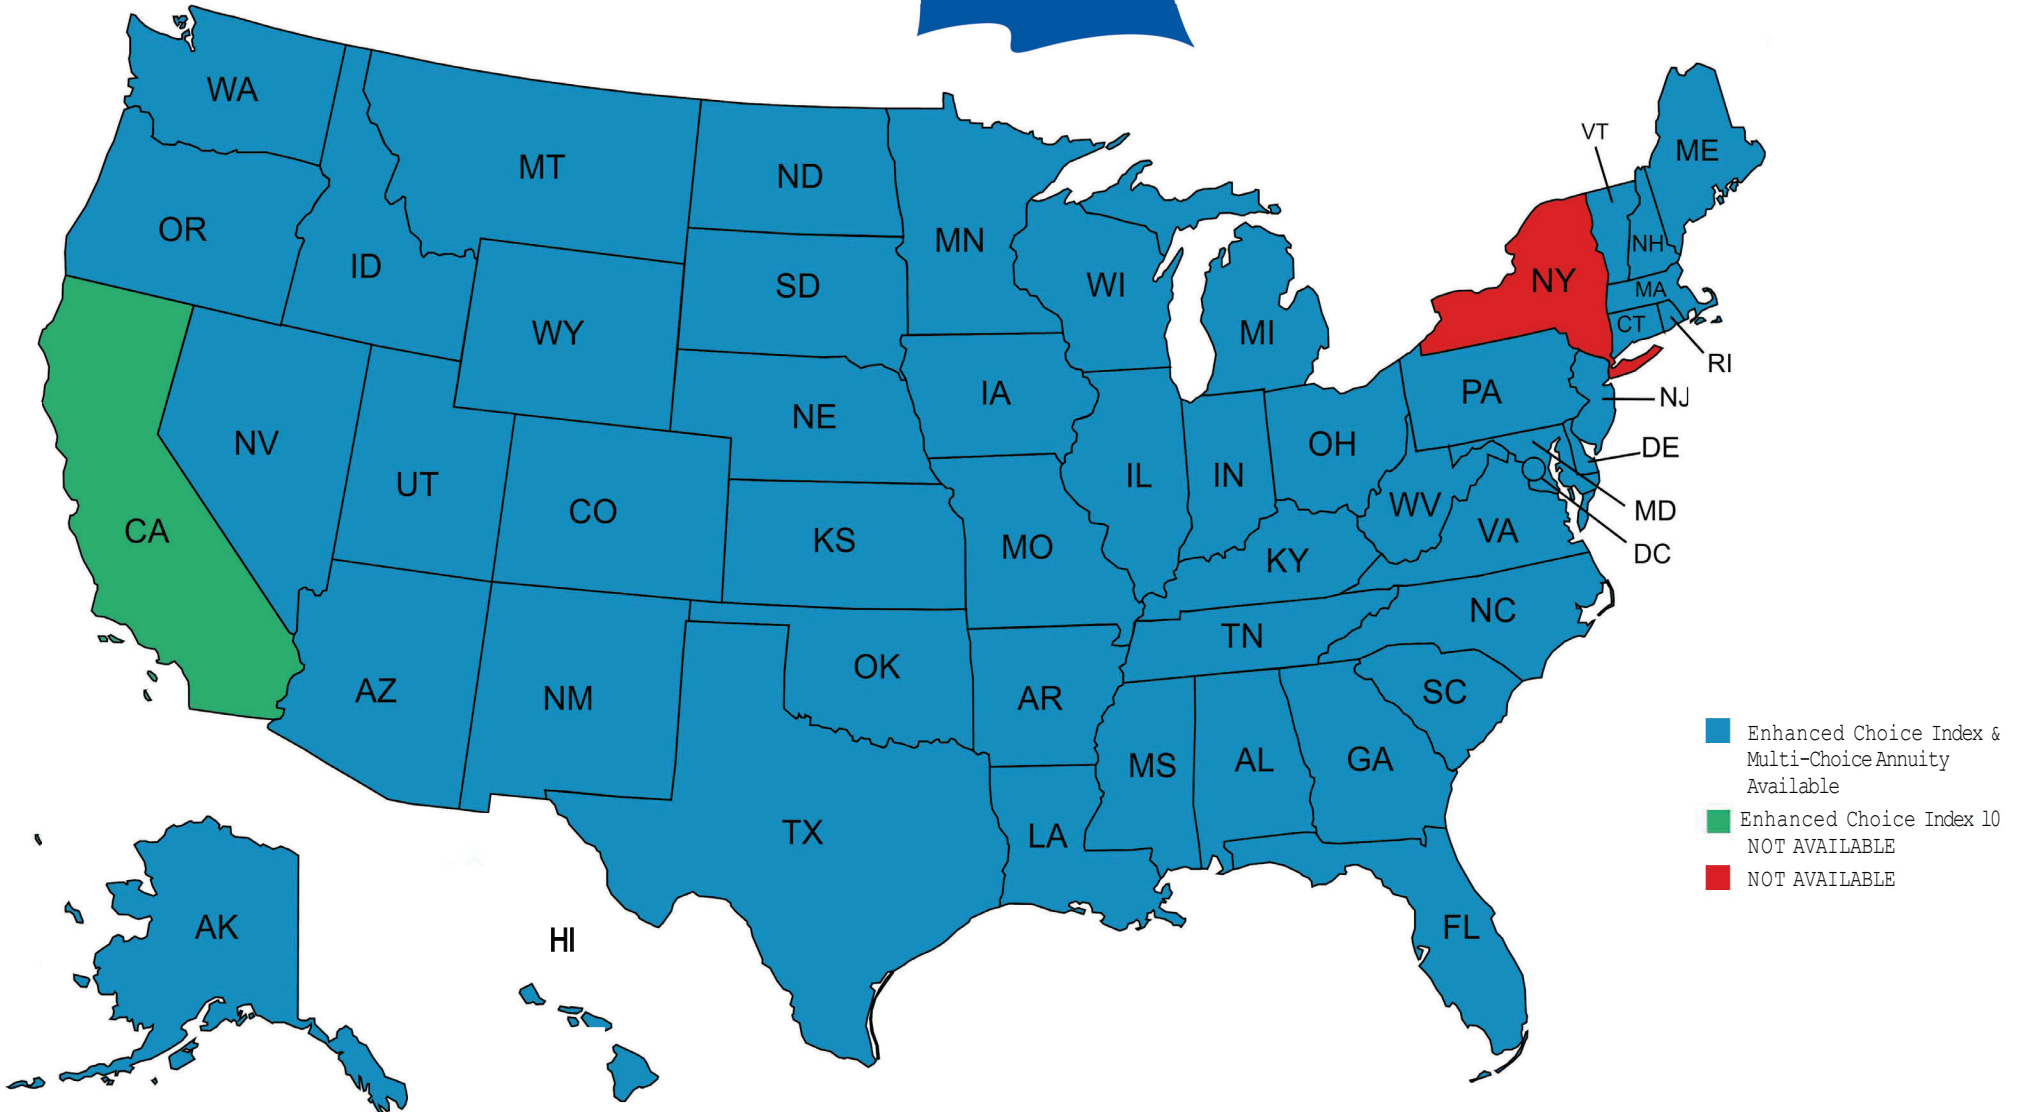 WA
MT
ND
MN
VT
ME
OR
ID
SD
WI
NH
NY
MA
WY
MI
CT
RI
NE
IA
PA
NJ
NV
UT
CO
IL
IN
OH
DE
CA
KS
MO
KY
WV
VA
MD
DC
NC
TN
AZ
NM
OK
AR
SC
MS
AL
GA
TX
LA
Enhanced Choice Index &
Multi-Choice Annuity
Available
Enhanced Choice Index 10
NOT AVAILABLE
NOT AVAILABLE
AK
HI
FL